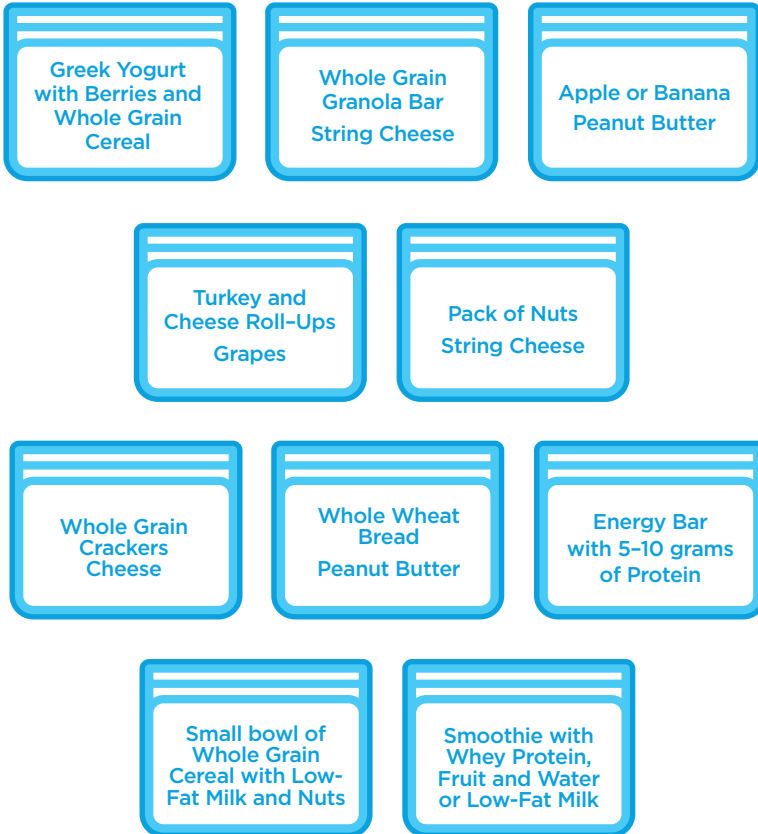 Greek Yogurt
with Berries and
Whole Grain
Cereal
Whole Grain
Granola Bar
String Cheese
Apple or Banana
Peanut Butter
Turkey and
Cheese Roll–Ups
Grapes
Pack of Nuts
String Cheese
Whole Grain
Crackers
Cheese
Whole Wheat
Bread
Peanut Butter
Energy Bar
with 5–10 grams
of Protein
Small bowl of
Whole Grain
Cereal with Low-
Fat Milk and Nuts
Smoothie with
Whey Protein,
Fruit and Water
or Low-Fat Milk